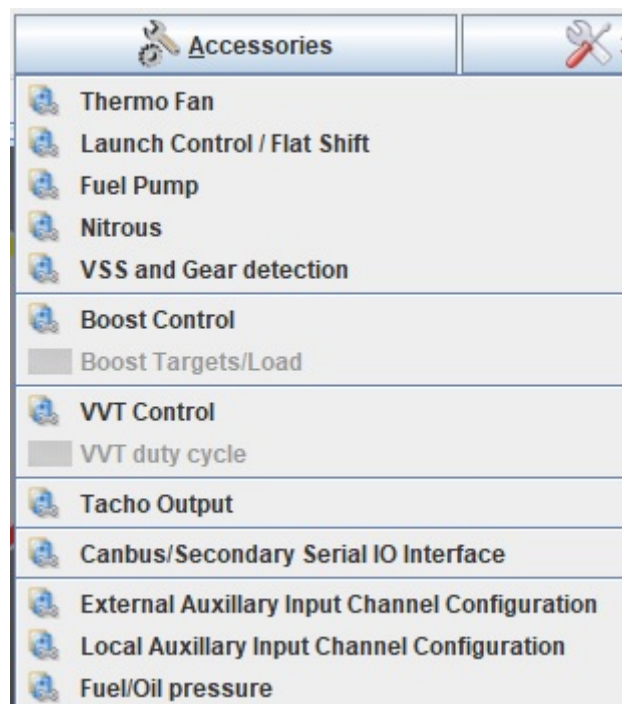 Accessories
Thermo Fan
Launch Control / Flat Shift
Fuel Pump
Nitrous
VSS and Gear detection
Boost Control
Boost Targets/Load
VVT Control
VVT duty cycle
Tacho Output
Canbus/Secondary Serial IO Interface
External Auxillary Input Channel Configuration
Local Auxillary Input Channel Configuration
Fuel/Oil pressure